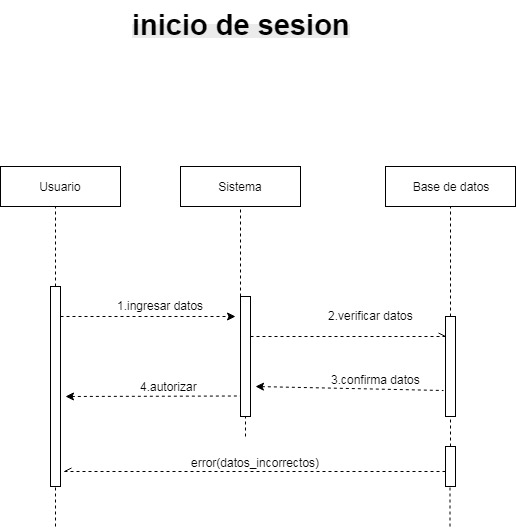 inicio de sesion
Usuario
Sistema
Base de datos
1.ingresar datos
2.verificar datos
3.confirma datos
4.autorizar
error(datos_incorrectos)